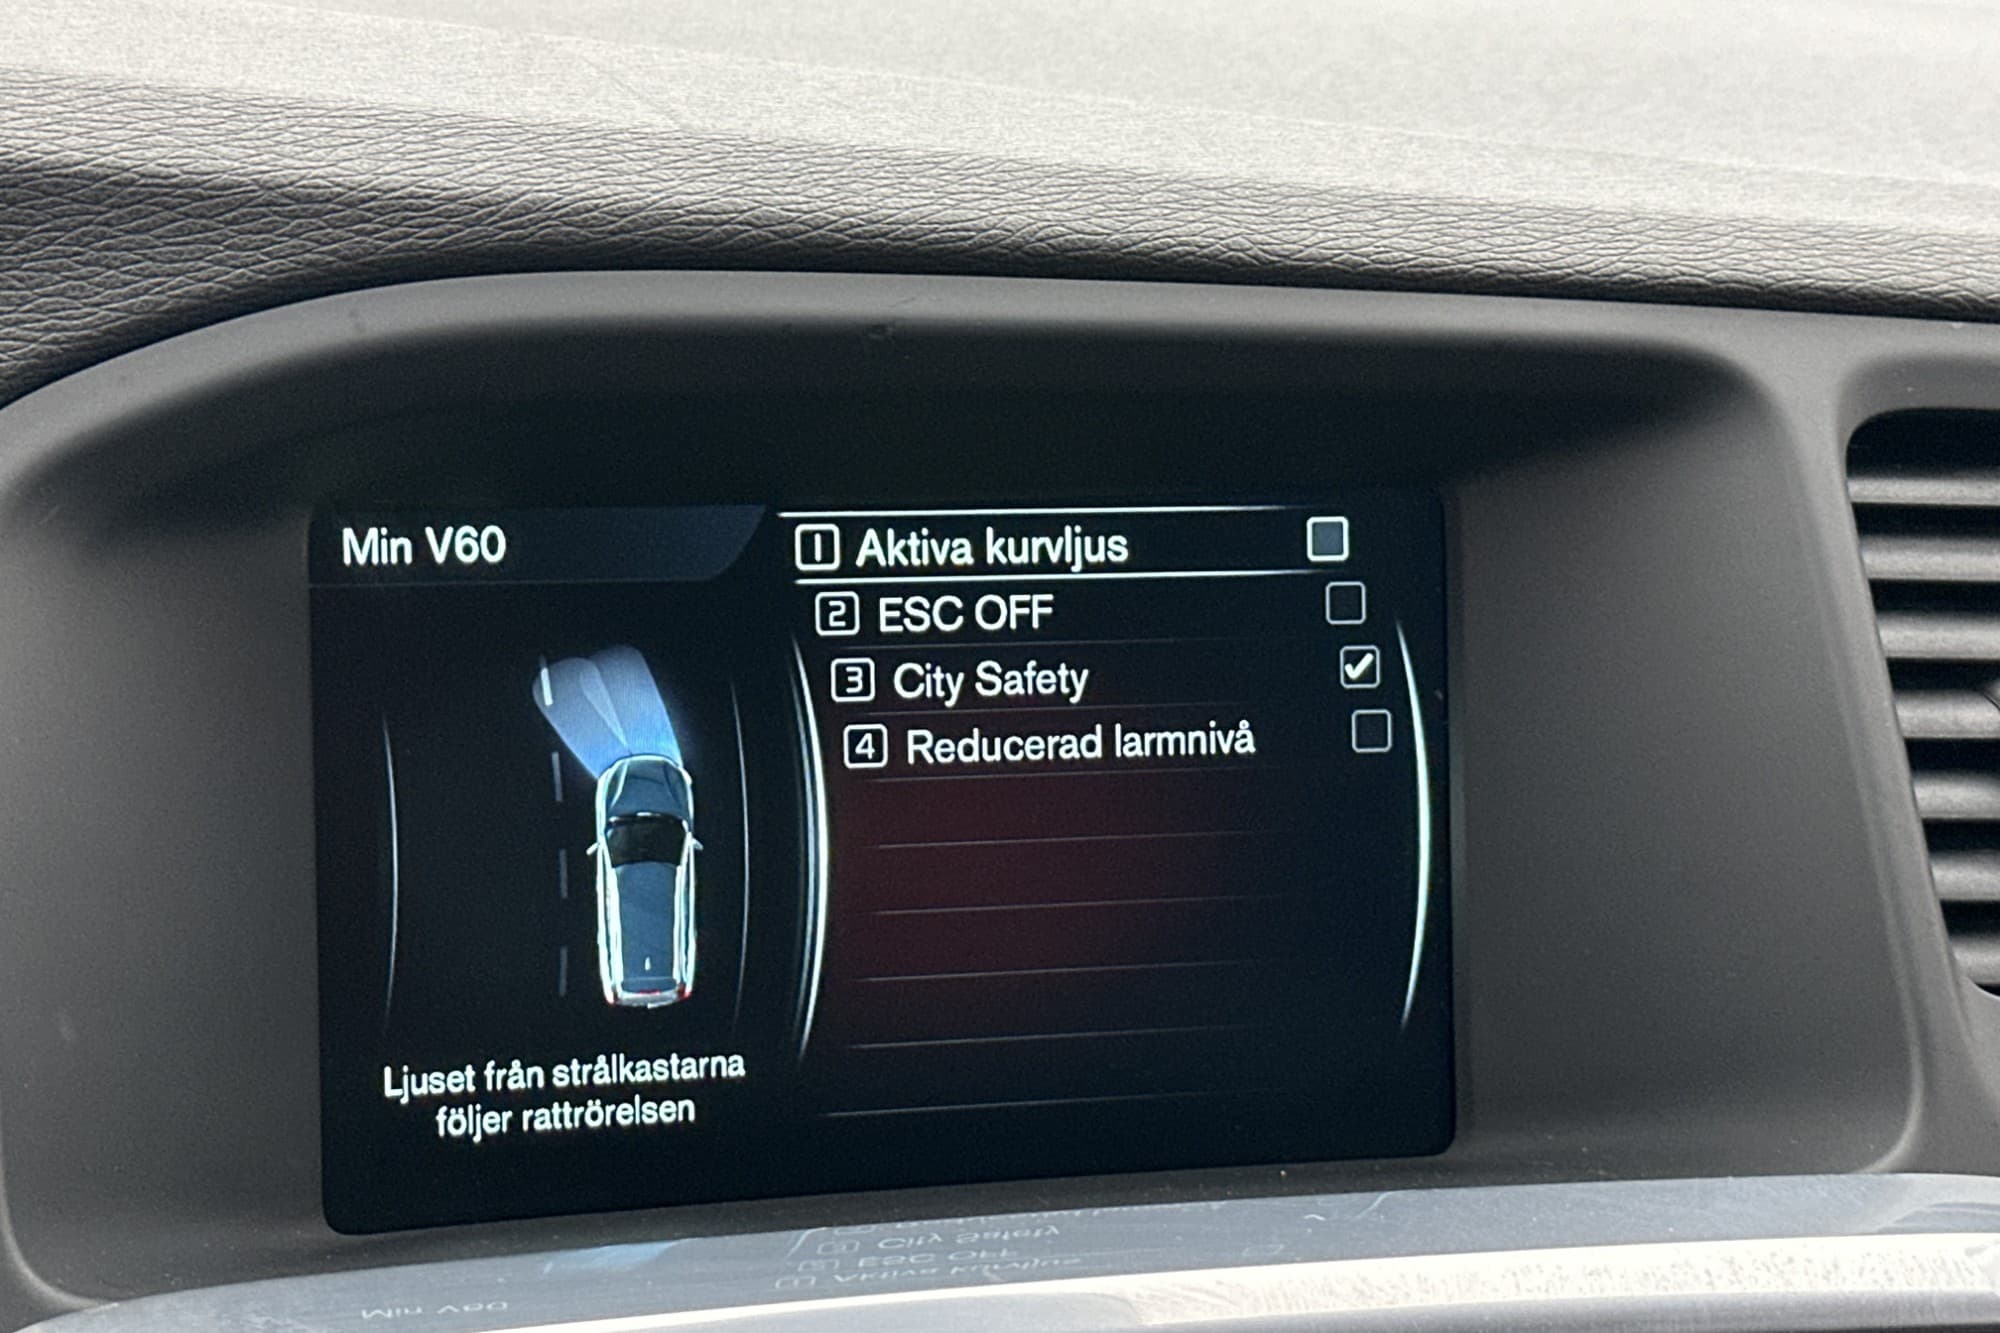 Min V60
1 Aktiva kurvljus
2 ESC OFF
3 City Safety
4 Reducerad larmnivå
Ljuset från strålkastarna
följer rattrörelsen